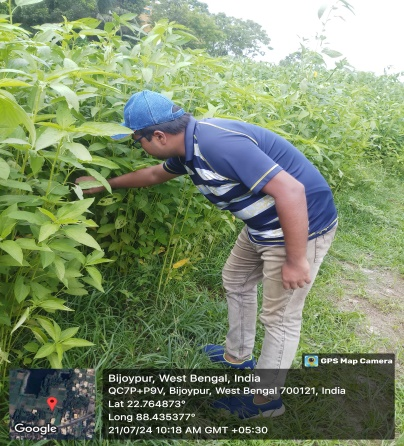 GPS Map Camera
Bijoypur, West Bengal, India
QC7P+P9V, Bijoypur, West Bengal 700121, India
Lat 22.764873°
Long 88.435377°
21/07/24 10:18 AM GMT +05:30
Google